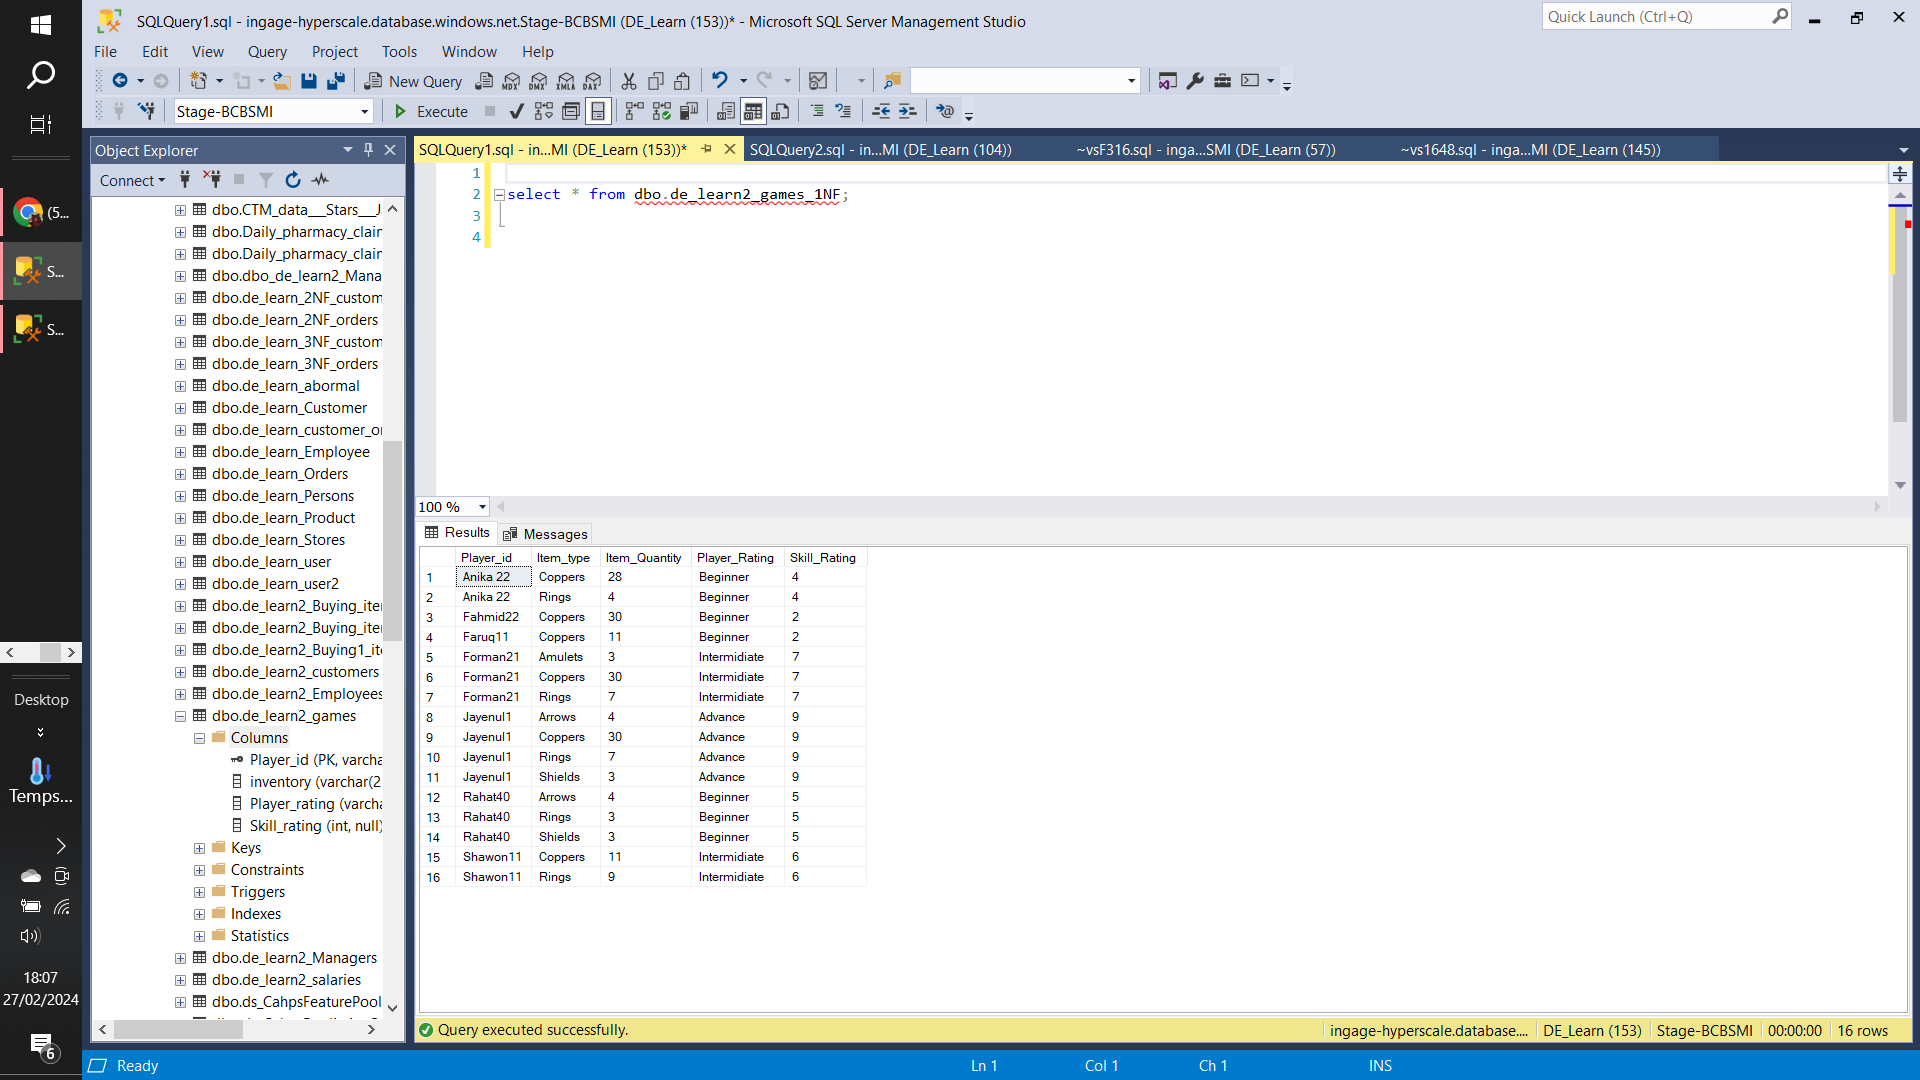 SQLQuery1.sql - ingage-hyperscale.database.windows.net.Stage-BCBSMI (DE_Learn (153))* - Microsoft SQL Server Management Studio
Quick Launch (Ctrl+Q)
File Edit View Query Project Tools Window Help
New Query MDX DMX XMLA DAX
Stage-BCBSMI Execute
Object Explorer
Connect
dbo.CTM_data___Stars__J
dbo.Daily_pharmacy_clain
dbo.Daily_pharmacy_clain
dbo.dbo_de_learn2_Mana
dbo.de_learn_2NF_custom
dbo.de_learn_2NF_orders
dbo.de_learn_3NF_custom
dbo.de_learn_3NF_orders
dbo.de_learn_abormal
dbo.de_learn_Customer
dbo.de_learn_customer_or
dbo.de_learn_Employee
dbo.de_learn_Orders
dbo.de_learn_Persons
dbo.de_learn_Product
dbo.de_learn_Stores
dbo.de_learn_user
dbo.de_learn_user2
dbo.de_learn2_Buying_iter
dbo.de_learn2_Buying_iter
dbo.de_learn2_Buying1_ite
dbo.de_learn2_customers
dbo.de_learn2_Employees
dbo.de_learn2_games
Columns
Player_id (PK, varcha
inventory (varchar(2
Player_rating (varcha
Skill_rating (int, null)
Keys
Constraints
Triggers
Indexes
Statistics
dbo.de_learn2_Managers
dbo.de_learn2_salaries
dbo.ds_CahpsFeaturePool
SQLQuery1.sql - in...MI (DE_Learn (153))* SQLQuery2.sql - in...MI (DE_Learn (104)) ~vsF316.sql - inga...SMI (DE_Learn (57)) ~vs1648.sql - inga...MI (DE_Learn (145))
1
2 select * from dbo.de_learn2_games_1NF;
3
4
100 %
Results Messages
Player_id Item_type Item_Quantity Player_Rating Skill_Rating
1 Anika 22 Coppers 28 Beginner 4
2 Anika 22 Rings 4 Beginner 4
3 Fahmid22 Coppers 30 Beginner 2
4 Faruq11 Coppers 11 Beginner 2
5 Forman21 Amulets 3 Intermidiate 7
6 Forman21 Coppers 30 Intermidiate 7
7 Forman21 Rings 7 Intermidiate 7
8 Jayenul1 Arrows 4 Advance 9
9 Jayenul1 Coppers 30 Advance 9
10 Jayenul1 Rings 7 Advance 9
11 Jayenul1 Shields 3 Advance 9
12 Rahat40 Arrows 4 Beginner 5
13 Rahat40 Rings 3 Beginner 5
14 Rahat40 Shields 3 Beginner 5
15 Shawon11 Coppers 11 Intermidiate 6
16 Shawon11 Rings 9 Intermidiate 6
Query executed successfully. ingage-hyperscale.database.... DE_Learn (153) Stage-BCBSMI 00:00:00 16 rows
Ready Ln 1 Col 1 Ch 1 INS
(5...
S...
S...
Desktop
Temps...
18:07
27/02/2024
6